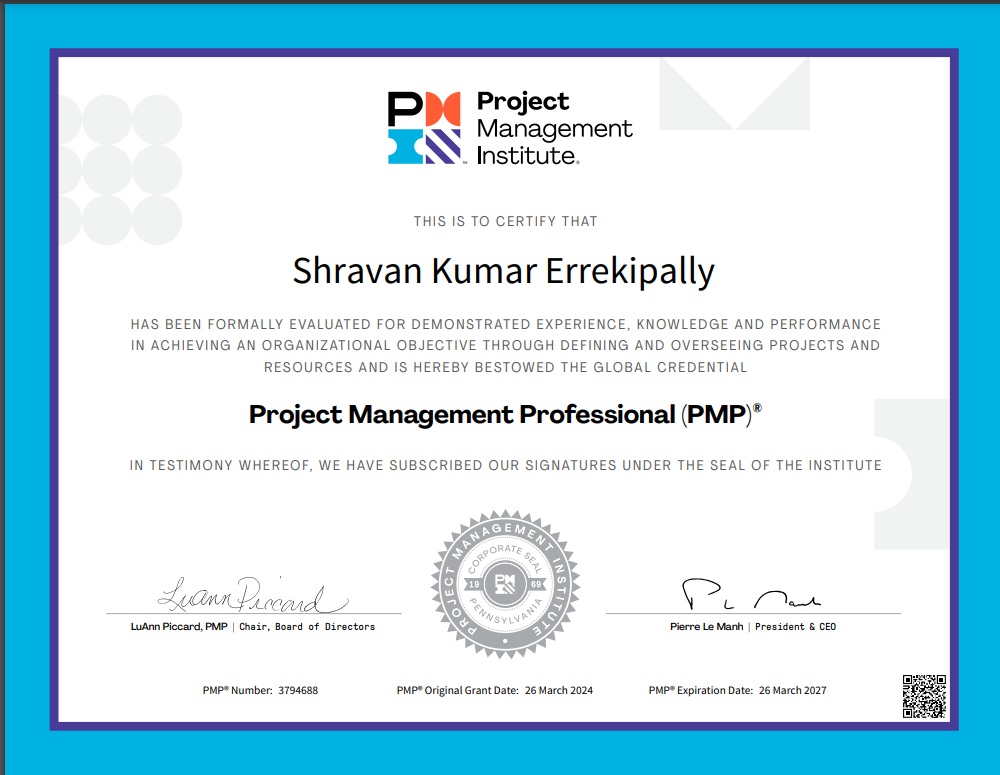 PM
Project
Management
Institute®
THIS IS TO CERTIFY THAT
Shravan Kumar Errekipally
HAS BEEN FORMALLY EVALUATED FOR DEMONSTRATED EXPERIENCE, KNOWLEDGE AND PERFORMANCE
IN ACHIEVING AN ORGANIZATIONAL OBJECTIVE THROUGH DEFINING AND OVERSEEING PROJECTS AND
RESOURCES AND IS HEREBY BESTOWED THE GLOBAL CREDENTIAL
Project Management Professional (PMP)®
IN TESTIMONY WHEREOF, WE HAVE SUBSCRIBED OUR SIGNATURES UNDER THE SEAL OF THE INSTITUTE
PROJECT MANAGEMENT INSTITUTE
CORPORATE SEAL
19 69
PENNSYLVANIA
LuAnn Piccard
LuAnn Piccard, PMP | Chair, Board of Directors
Pierre Le Manh | President & CEO
PMP® Number: 3794688
PMP® Original Grant Date: 26 March 2024
PMP® Expiration Date: 26 March 2027